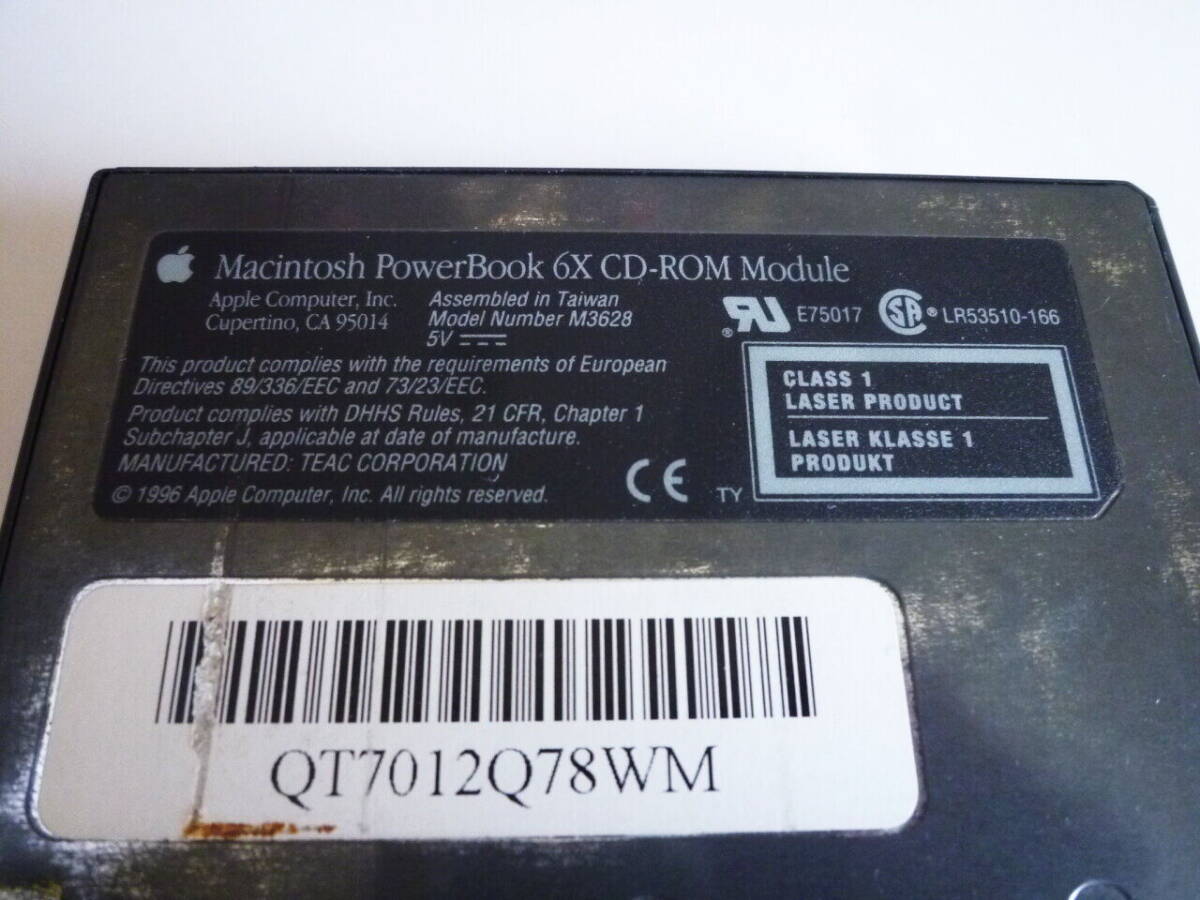 Macintosh PowerBook 6X CD-ROM Module
Apple Computer, Inc.
Cupertino, CA 95014
Assembled in Taiwan
Model Number M3628
5V
® E75017
® LR53510-166
This product complies with the requirements of European
Directives 89/336/EEC and 73/23/EEC.
Product complies with DHHS Rules, 21 CFR, Chapter 1
Subchapter J, applicable at date of manufacture.
MANUFACTURED: TEAC CORPORATION
© 1996 Apple Computer, Inc. All rights reserved.
CE
TY
CLASS 1
LASER PRODUCT
LASER KLASSE 1
PRODUKT
QT7012Q78WM